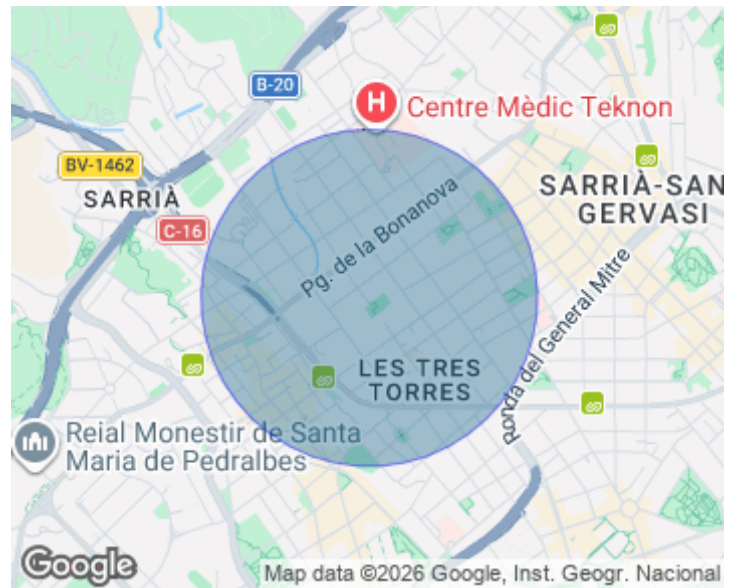 B-20
H
Centre Mèdic Teknon
BV-1462
SARRIÀ
SARRIÀ-SAN
GERVASI
C-16
Pg. de la Bonanova
Ronda del General Mitre
LES TRES
TORRES
Reial Monestir de Santa
Maria de Pedralbes
Google
Map data ©2026 Google, Inst. Geogr. Nacional